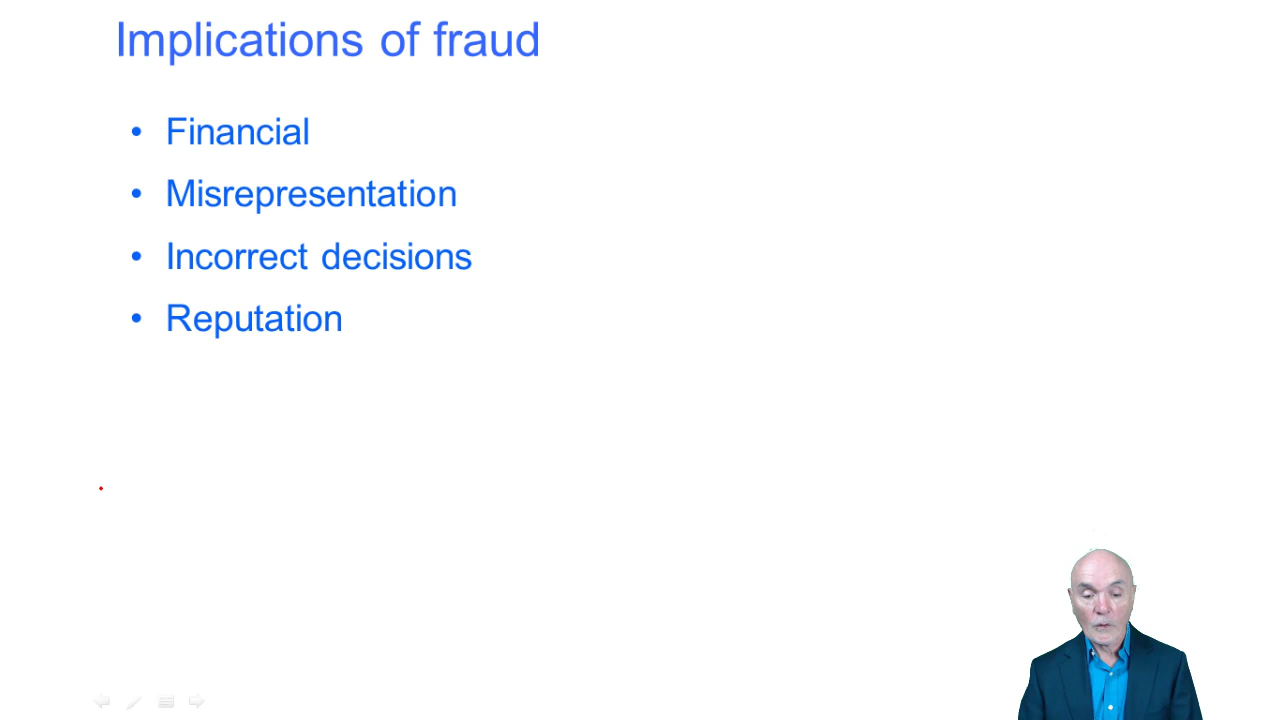 Implications of fraud
• Financial
• Misrepresentation
• Incorrect decisions
• Reputation